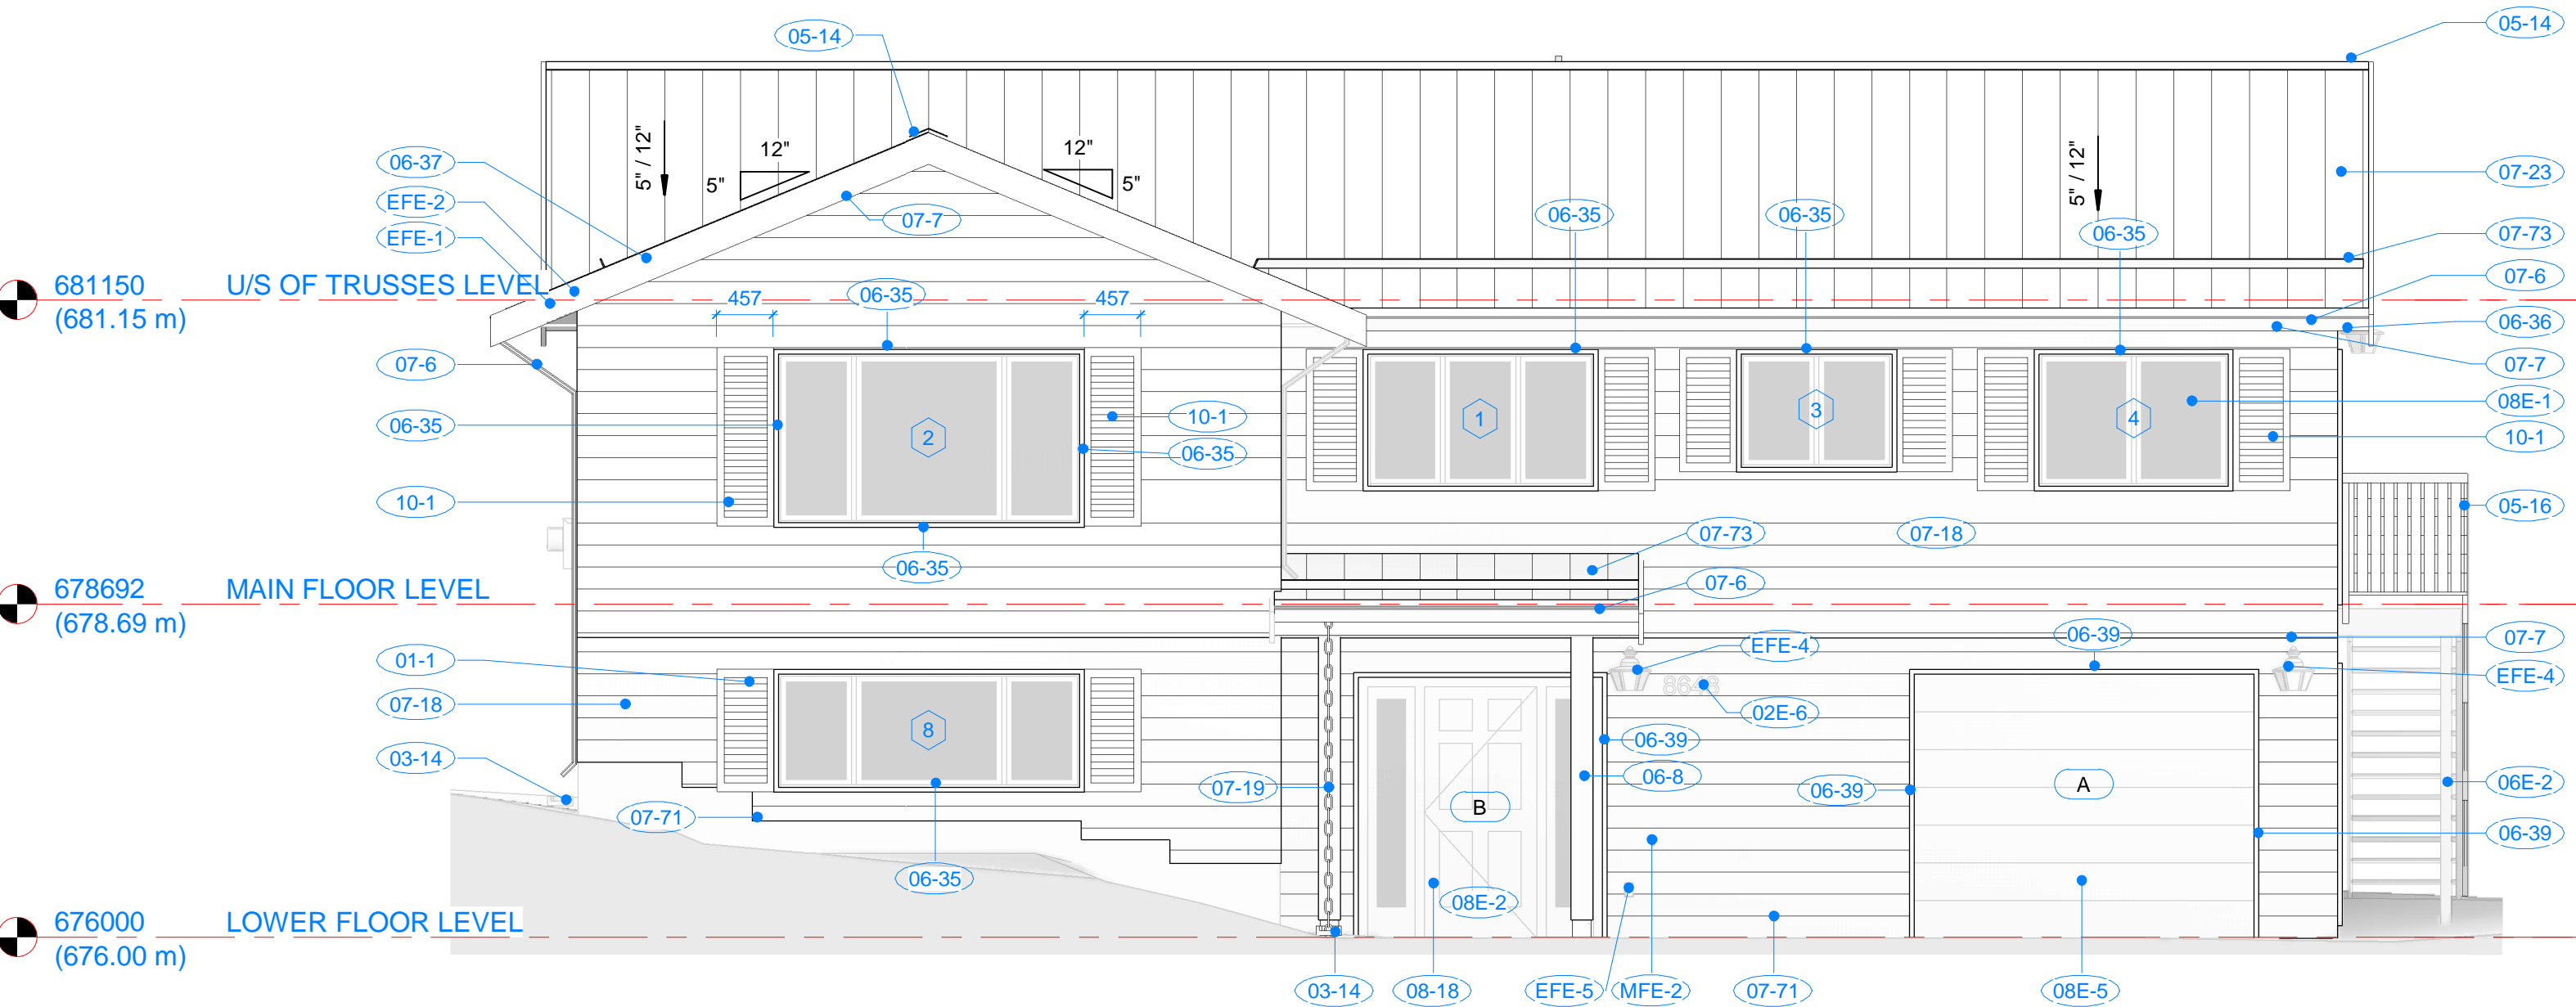 05-14
05-14
12"
12"
5" / 12"
5"
5"
5" / 12"
06-37
EFE-2
EFE-1
07-7
06-35
06-35
06-35
07-23
07-73
07-6
06-36
07-7
681150 U/S OF TRUSSES LEVEL
(681.15 m)
457
06-35
457
07-6
06-35
10-1
2
10-1
06-35
1
3
4
08E-1
10-1
05-16
06-35
07-73
07-18
07-6
678692 MAIN FLOOR LEVEL
(678.69 m)
01-1
07-18
03-14
EFE-4
06-39
07-7
EFE-4
8648
02E-6
06-39
06-8
8
07-19
07-71
06-35
B
06-39
A
06E-2
06-39
08E-2
676000 LOWER FLOOR LEVEL
(676.00 m)
03-14
08-18
EFE-5
MFE-2
07-71
08E-5